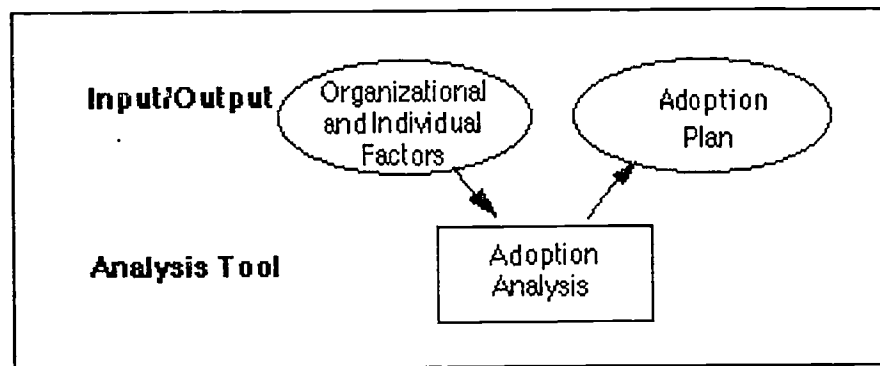 Input/Output
Organizational
and Individual
Factors
Adoption
Plan
Analysis Tool
Adoption
Analysis